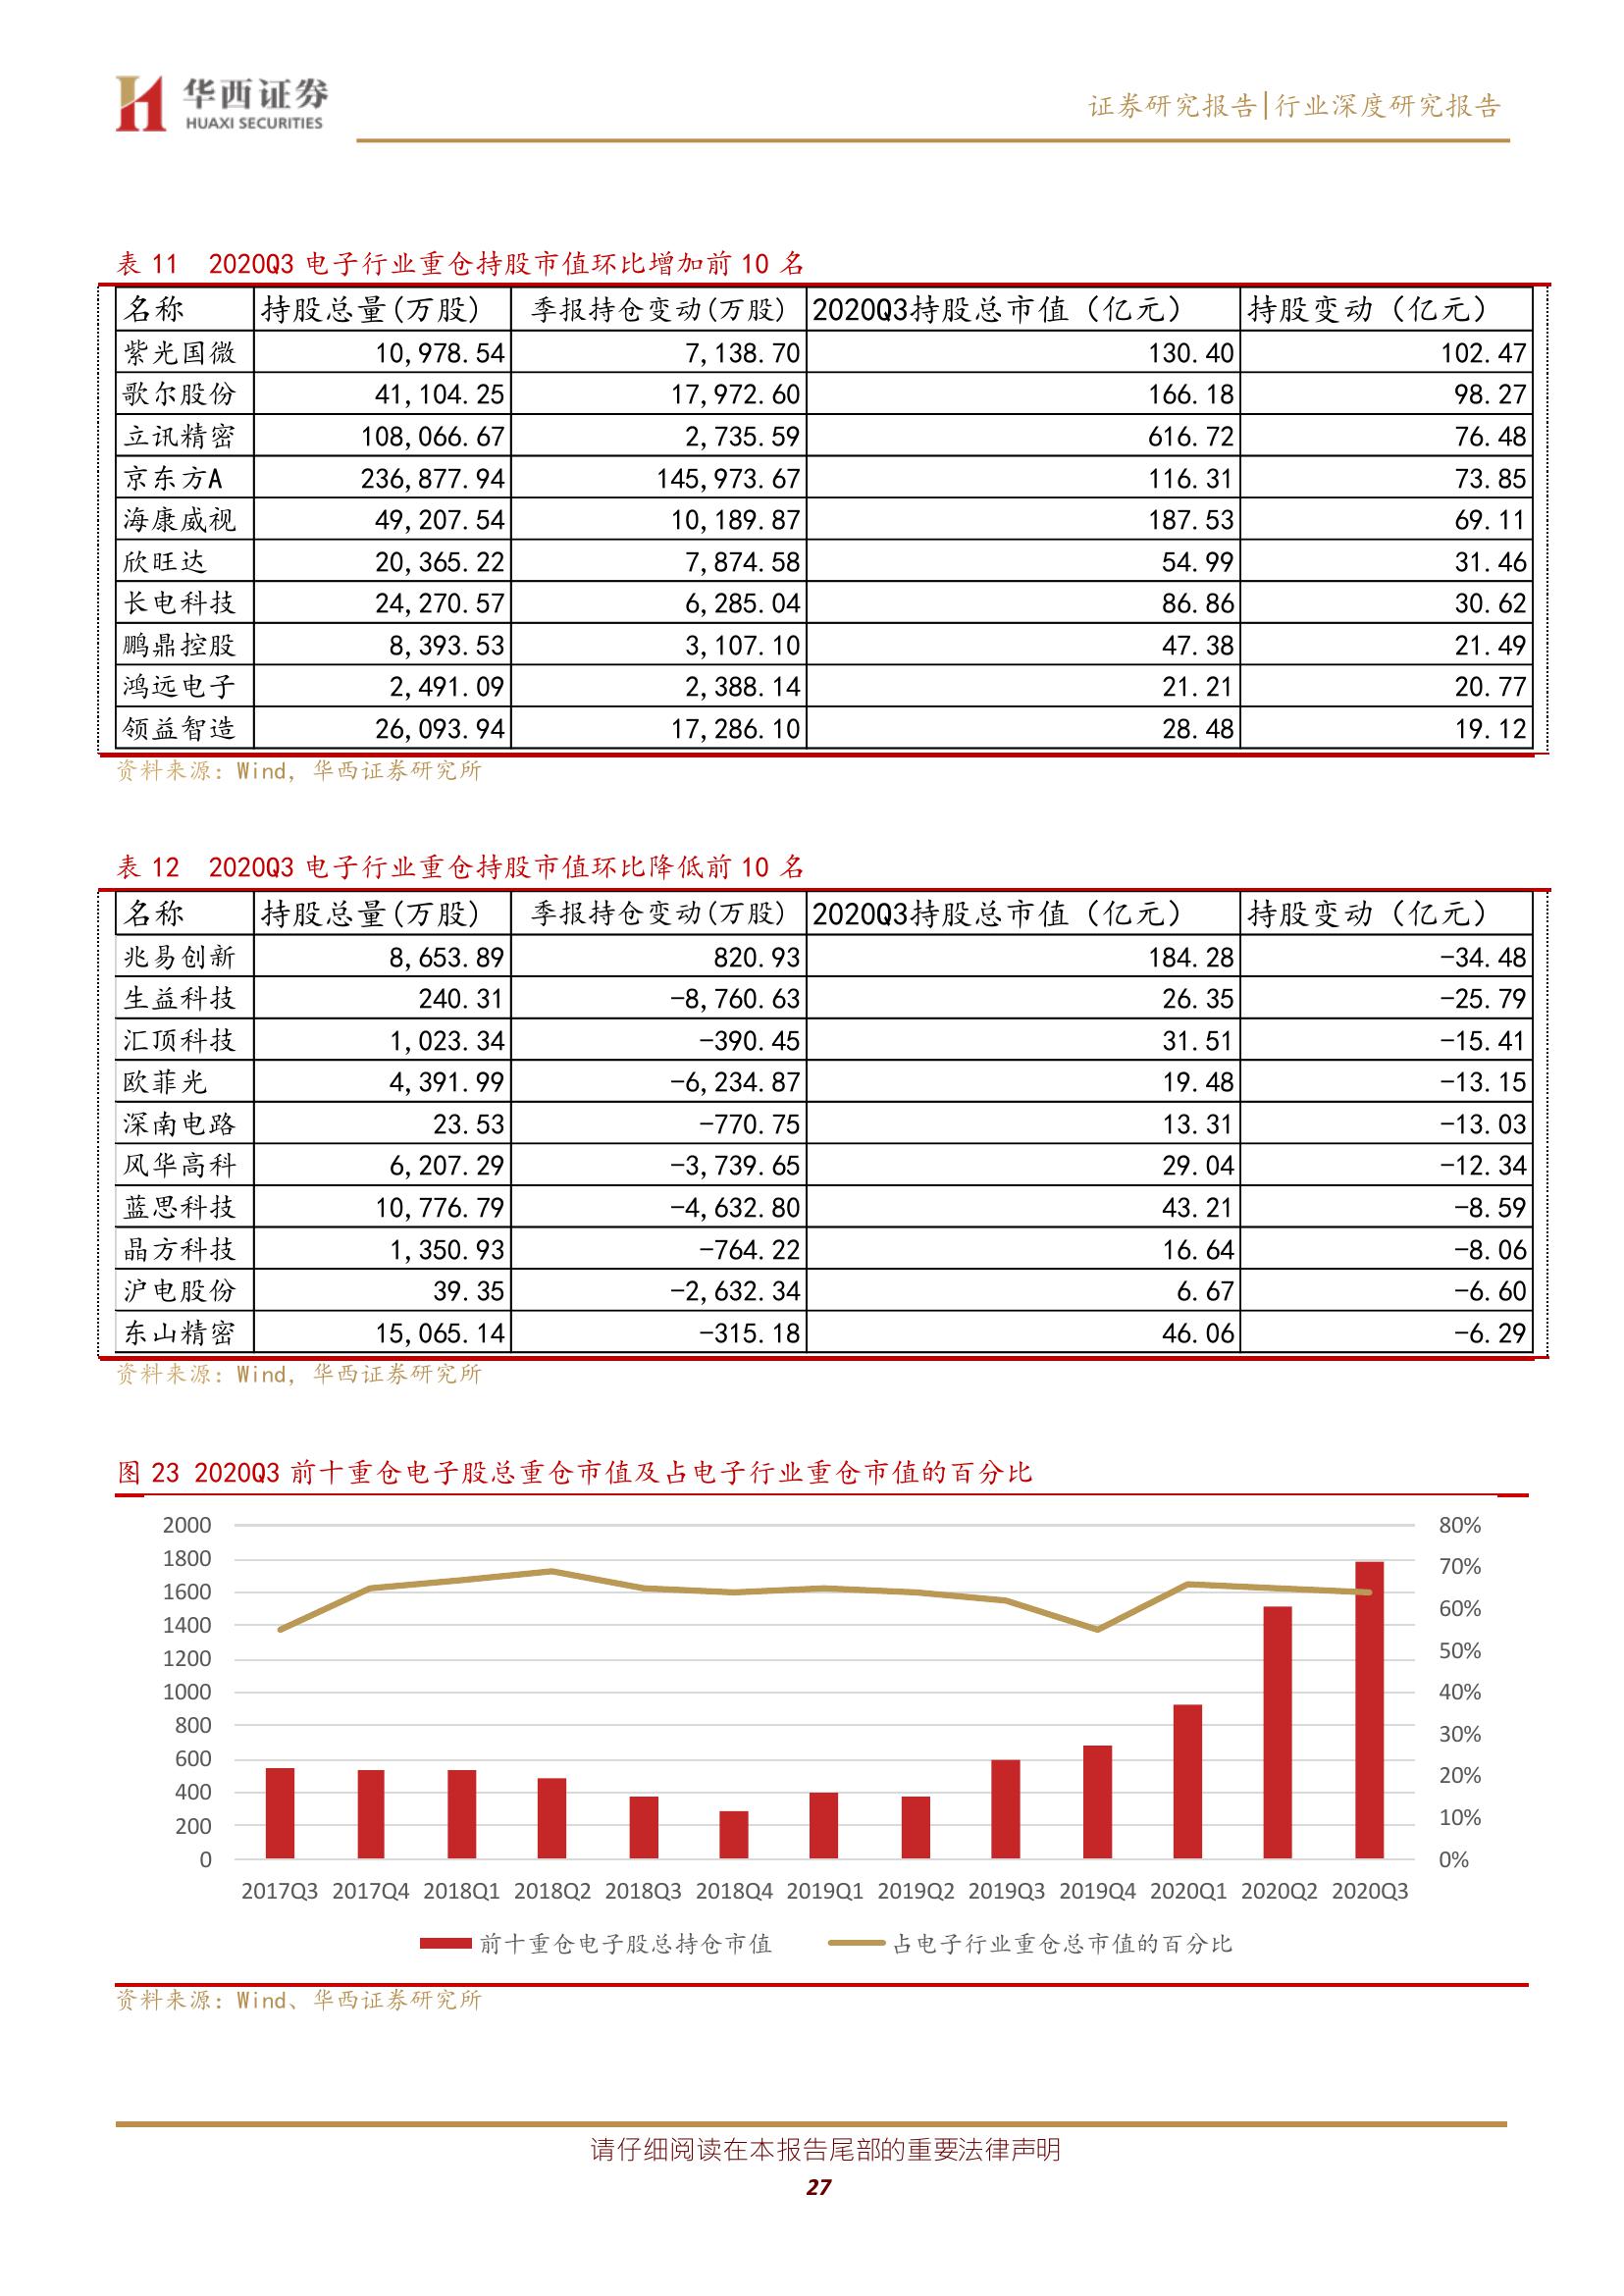 华西证券
HUAXI SECURITIES
证券研究报告|行业深度研究报告
表 11 2020Q3 电子行业重仓持股市值环比增加前 10 名
名称 持股总量(万股) 季报持仓变动(万股) 2020Q3持股总市值（亿元） 持股变动（亿元）
紫光国微 10,978.54 7,138.70 130.40 102.47
歌尔股份 41,104.25 17,972.60 166.18 98.27
立讯精密 108,066.67 2,735.59 616.72 76.48
京东方A 236,877.94 145,973.67 116.31 73.85
海康威视 49,207.54 10,189.87 187.53 69.11
欣旺达 20,365.22 7,874.58 54.99 31.46
长电科技 24,270.57 6,285.04 86.86 30.62
鹏鼎控股 8,393.53 3,107.10 47.38 21.49
鸿远电子 2,491.09 2,388.14 21.21 20.77
领益智造 26,093.94 17,286.10 28.48 19.12
资料来源：Wind，华西证券研究所
表 12 2020Q3 电子行业重仓持股市值环比降低前 10 名
名称 持股总量(万股) 季报持仓变动(万股) 2020Q3持股总市值（亿元） 持股变动（亿元）
兆易创新 8,653.89 820.93 184.28 -34.48
生益科技 240.31 -8,760.63 26.35 -25.79
汇顶科技 1,023.34 -390.45 31.51 -15.41
欧菲光 4,391.99 -6,234.87 19.48 -13.15
深南电路 23.53 -770.75 13.31 -13.03
风华高科 6,207.29 -3,739.65 29.04 -12.34
蓝思科技 10,776.79 -4,632.80 43.21 -8.59
晶方科技 1,350.93 -764.22 16.64 -8.06
沪电股份 39.35 -2,632.34 6.67 -6.60
东山精密 15,065.14 -315.18 46.06 -6.29
资料来源：Wind，华西证券研究所
图 23 2020Q3 前十重仓电子股总重仓市值及占电子行业重仓市值的百分比
2000 80%
1800 70%
1600 60%
1400 50%
1200 40%
1000 30%
800 20%
600 10%
400 0%
200
0
2017Q3 2017Q4 2018Q1 2018Q2 2018Q3 2018Q4 2019Q1 2019Q2 2019Q3 2019Q4 2020Q1 2020Q2 2020Q3
前十重仓电子股总持仓市值 占电子行业重仓总市值的百分比
资料来源：Wind、华西证券研究所
请仔细阅读在本报告尾部的重要法律声明
27